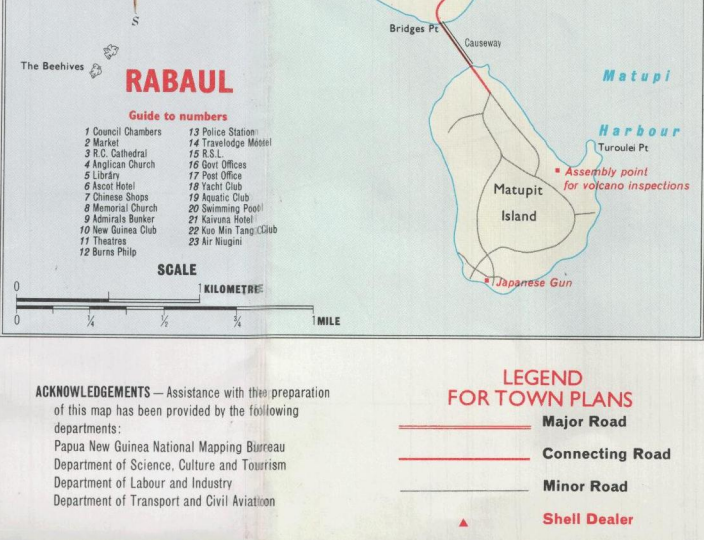 S
Bridges Pt
Causeway
The Beehives
RABAUL
Matupi
Harbour
Turoulei Pt
Assembly point
for volcano inspections
Matupit
Island
Japanese Gun
Guide to numbers
1 Council Chambers
2 Market
3 R.C. Cathedral
4 Anglican Church
5 Library
6 Ascot Hotel
7 Chinese Shops
8 Memorial Church
9 Admirals Bunker
10 New Guinea Club
11 Theatres
12 Burns Philp
13 Police Station
14 Travelodge Motel
15 R.S.L.
16 Govt Offices
17 Post Office
18 Yacht Club
19 Aquatic Club
20 Swimming Pool
21 Kaivuna Hotel
22 Kuo Min Tang Club
23 Air Niugini
SCALE
0 1 KILOMETRE
0 ¼ ½ ¾ 1 MILE
ACKNOWLEDGEMENTS — Assistance with the preparation
of this map has been provided by the following
departments:
Papua New Guinea National Mapping Bureau
Department of Science, Culture and Tourism
Department of Labour and Industry
Department of Transport and Civil Aviation
LEGEND
FOR TOWN PLANS
Major Road
Connecting Road
Minor Road
Shell Dealer